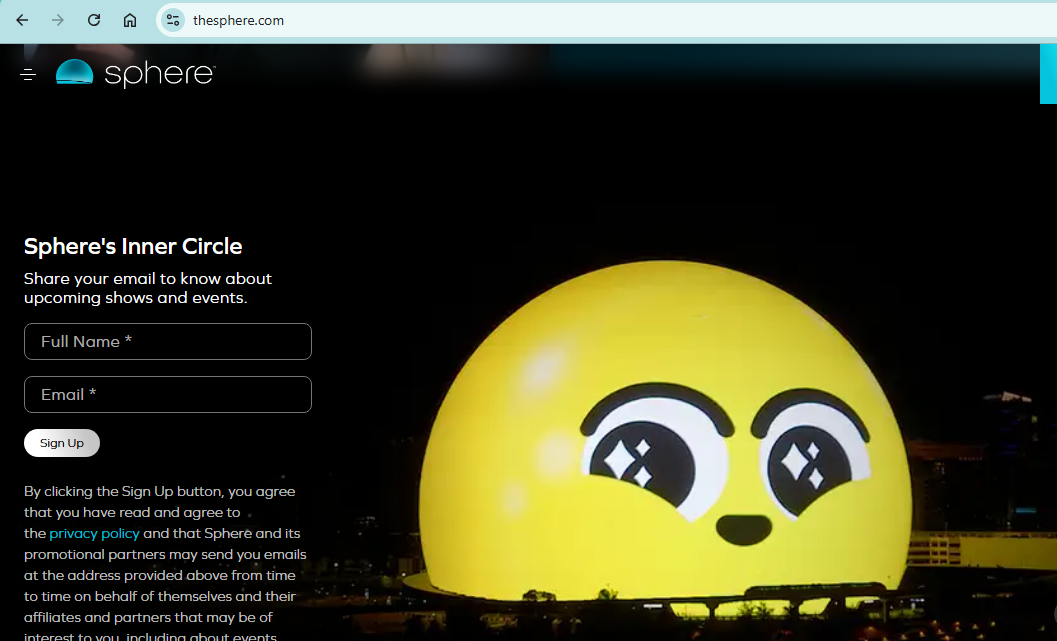 thesphere.com
sphere
Sphere's Inner Circle
Share your email to know about
upcoming shows and events.
Full Name *
Email *
Sign Up
By clicking the Sign Up button, you agree
that you have read and agree to
the privacy policy and that Sphere and its
promotional partners may send you emails
at the address provided above from time
to time on behalf of themselves and their
affiliates and partners that may be of
interest to you, including about events,